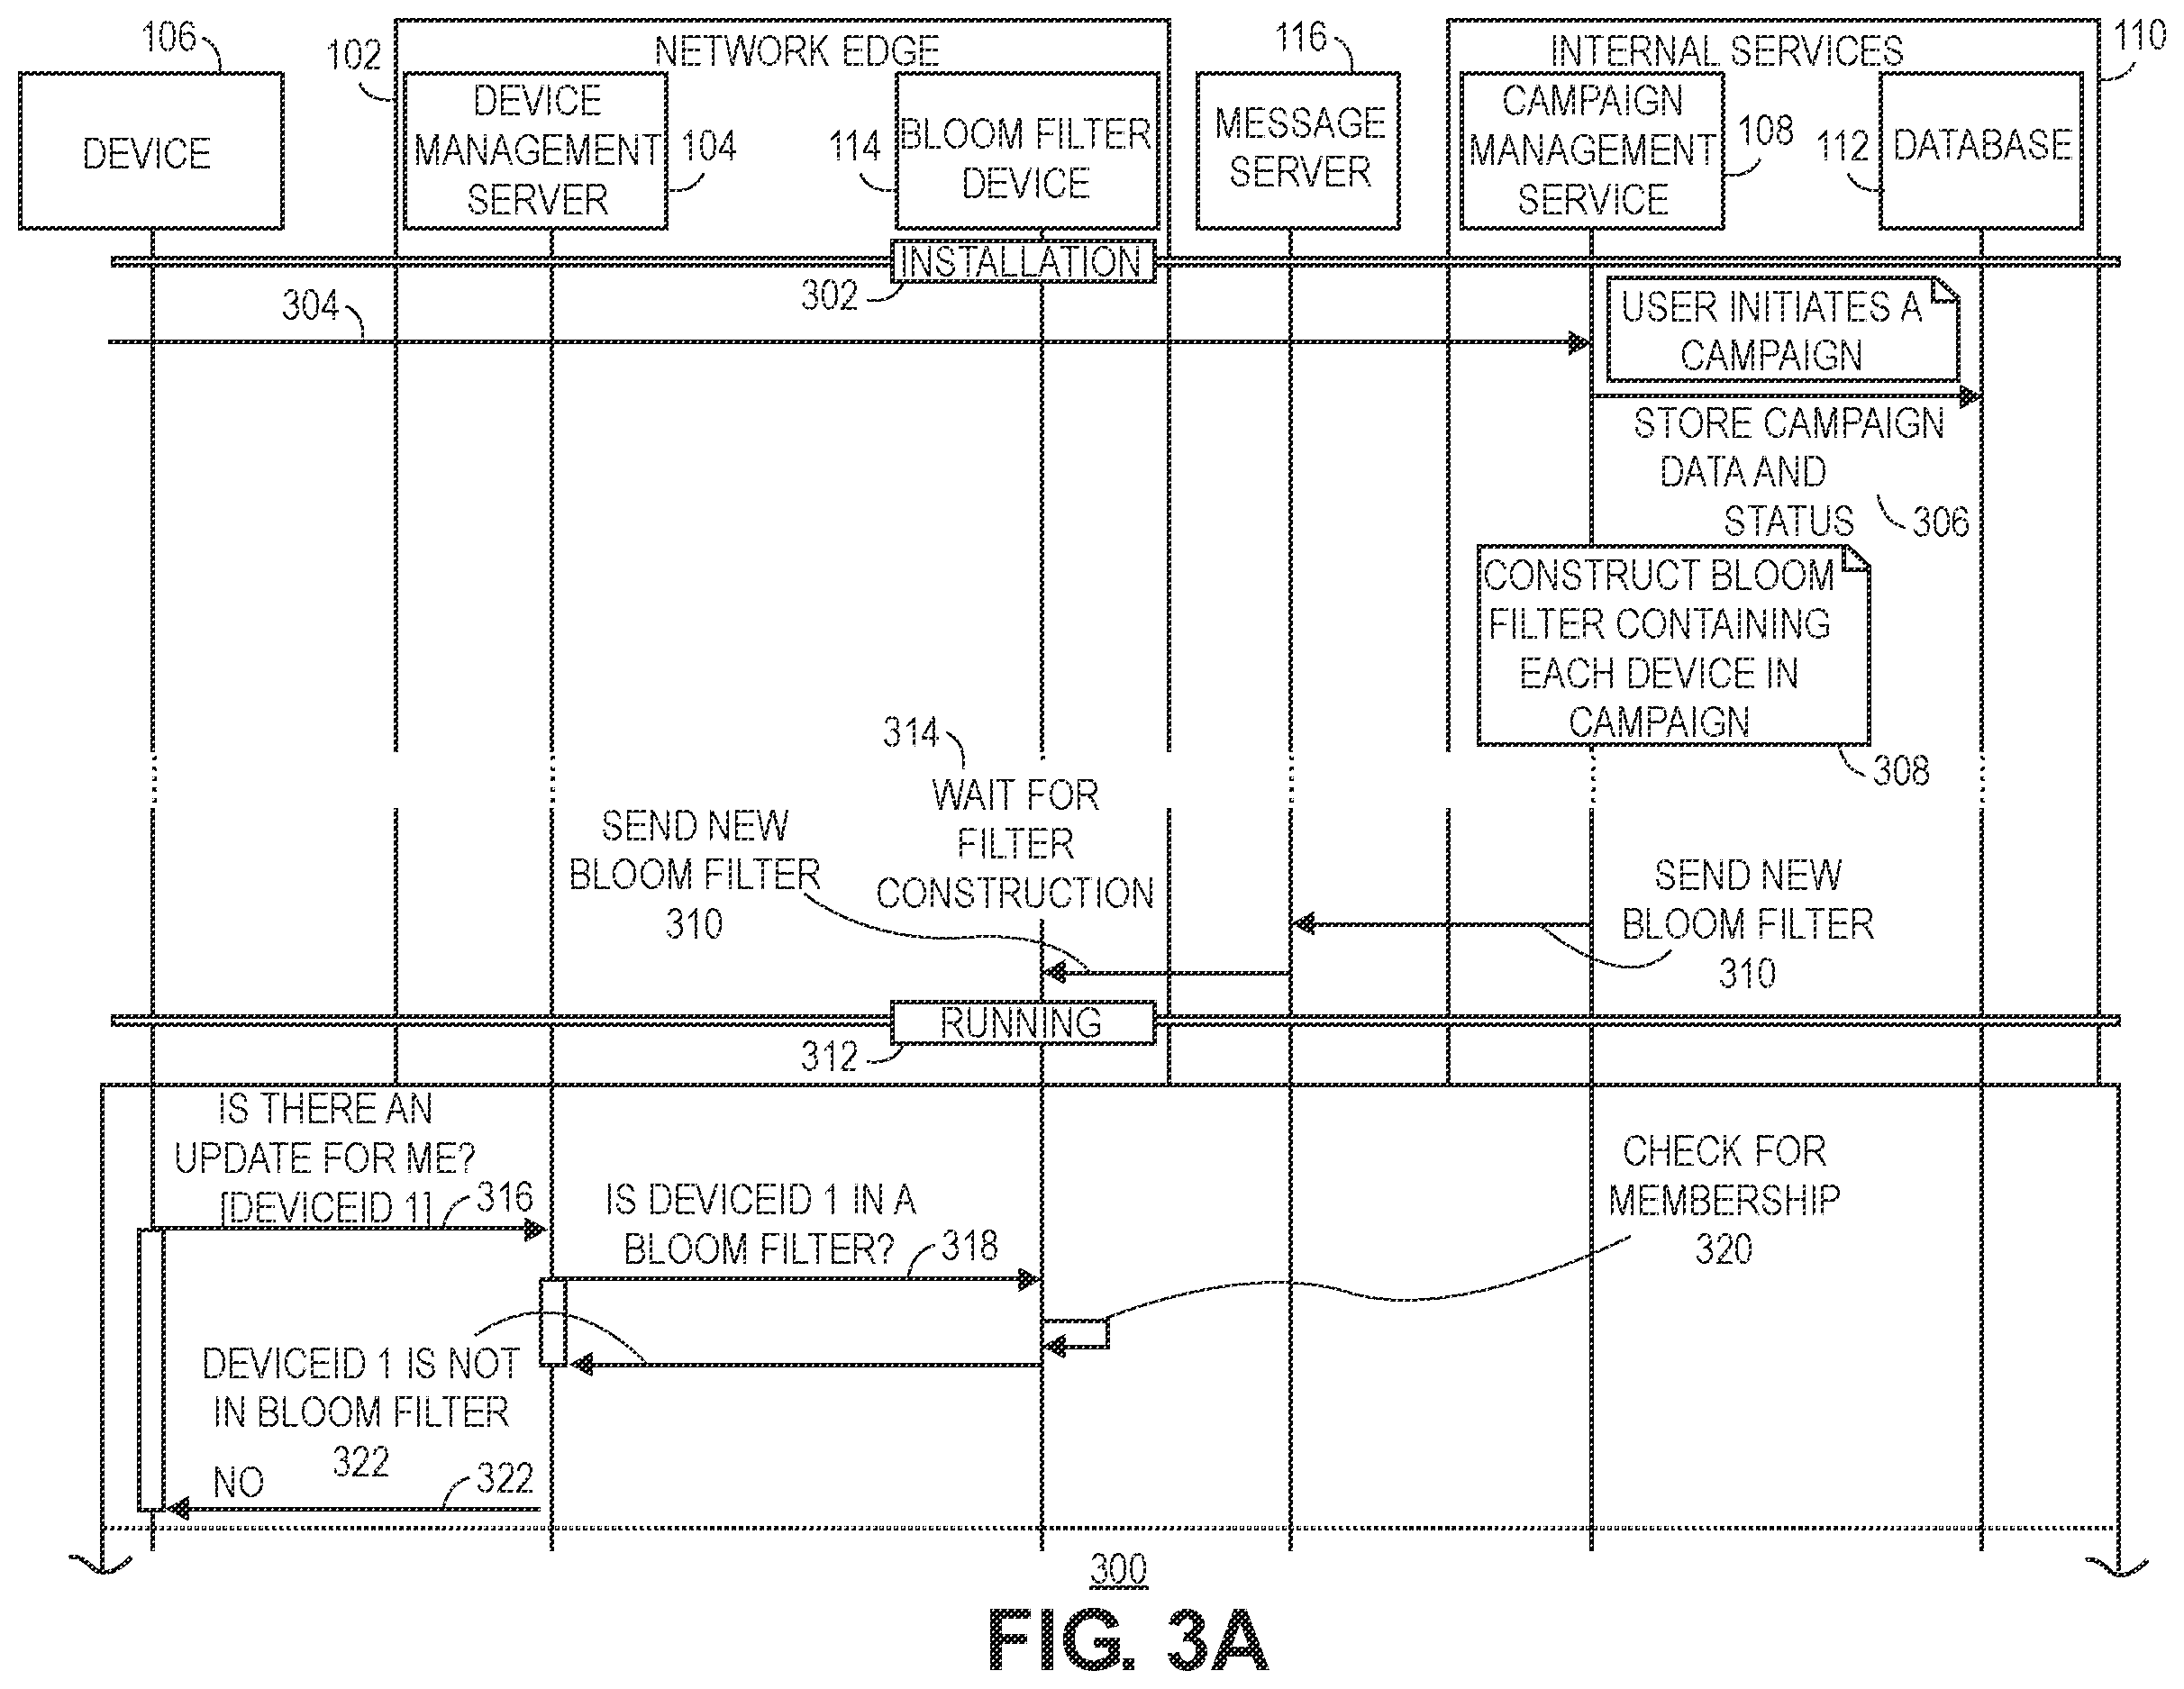 106
102
NETWORK EDGE
116
INTERNAL SERVICES
110
DEVICE
DEVICE
MANAGEMENT
SERVER
104
114
BLOOM FILTER
DEVICE
MESSAGE
SERVER
CAMPAIGN
MANAGEMENT
SERVICE
108
112
DATABASE
INSTALLATION
302
304
USER INITIATES A
CAMPAIGN
STORE CAMPAIGN
DATA AND
STATUS
306
CONSTRUCT BLOOM
FILTER CONTAINING
EACH DEVICE IN
CAMPAIGN
308
314
WAIT FOR
FILTER
CONSTRUCTION
SEND NEW
BLOOM FILTER
310
SEND NEW
BLOOM FILTER
310
RUNNING
312
IS THERE AN
UPDATE FOR ME?
[DEVICEID 1]
316
IS DEVICEID 1 IN A
BLOOM FILTER?
318
CHECK FOR
MEMBERSHIP
320
DEVICEID 1 IS NOT
IN BLOOM FILTER
322
NO
322
300
FIG. 3A